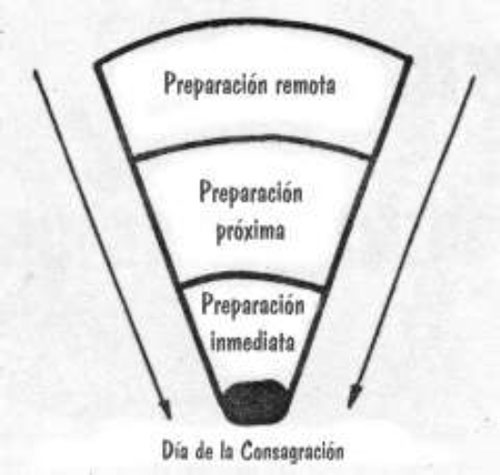 Preparación remota
Preparación
próxima
Preparación
inmediata
Día de la Consagración